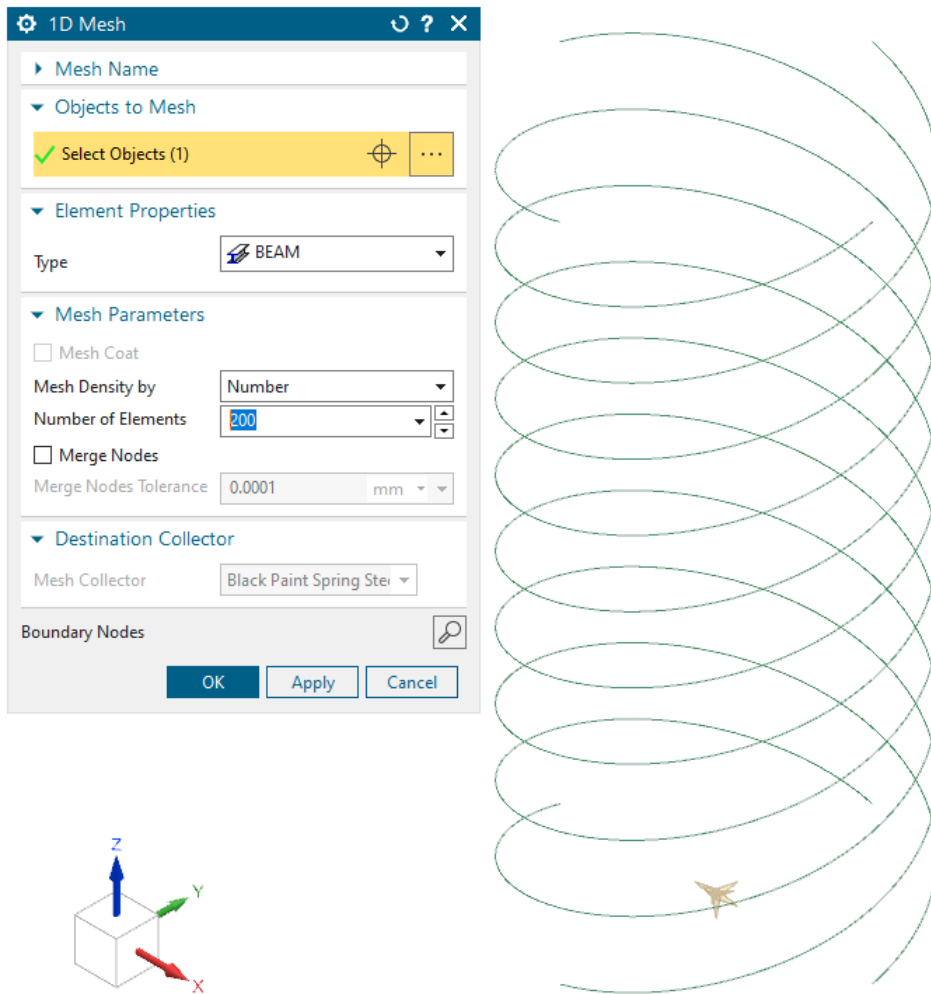 1D Mesh
Mesh Name
Objects to Mesh
Select Objects (1)
Element Properties
Type BEAM
Mesh Parameters
Mesh Coat
Mesh Density by Number
Number of Elements 200
Merge Nodes
Merge Nodes Tolerance 0.0001 mm
Destination Collector
Mesh Collector Black Paint Spring Stee
Boundary Nodes
OK Apply Cancel
Z
Y
X